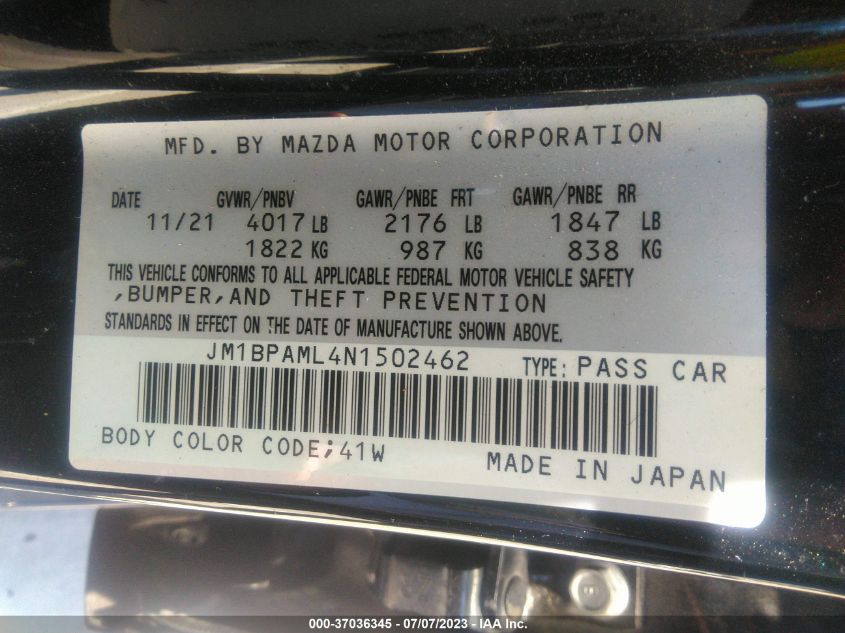 MFD. BY MAZDA MOTOR CORPORATION
DATE GVWR/PNBV GAWR/PNBE FRT GAWR/PNBE RR
11/21 4017 LB 2176 LB 1847 LB
1822 KG 987 KG 838 KG
THIS VEHICLE CONFORMS TO ALL APPLICABLE FEDERAL MOTOR VEHICLE SAFETY
,BUMPER,AND THEFT PREVENTION
STANDARDS IN EFFECT ON THE DATE OF MANUFACTURE SHOWN ABOVE.
JM1BPAML4N1502462 TYPE: PASS CAR
BODY COLOR CODE;41W
MADE IN JAPAN
000-37036345 - 07/07/2023 - IAA Inc.